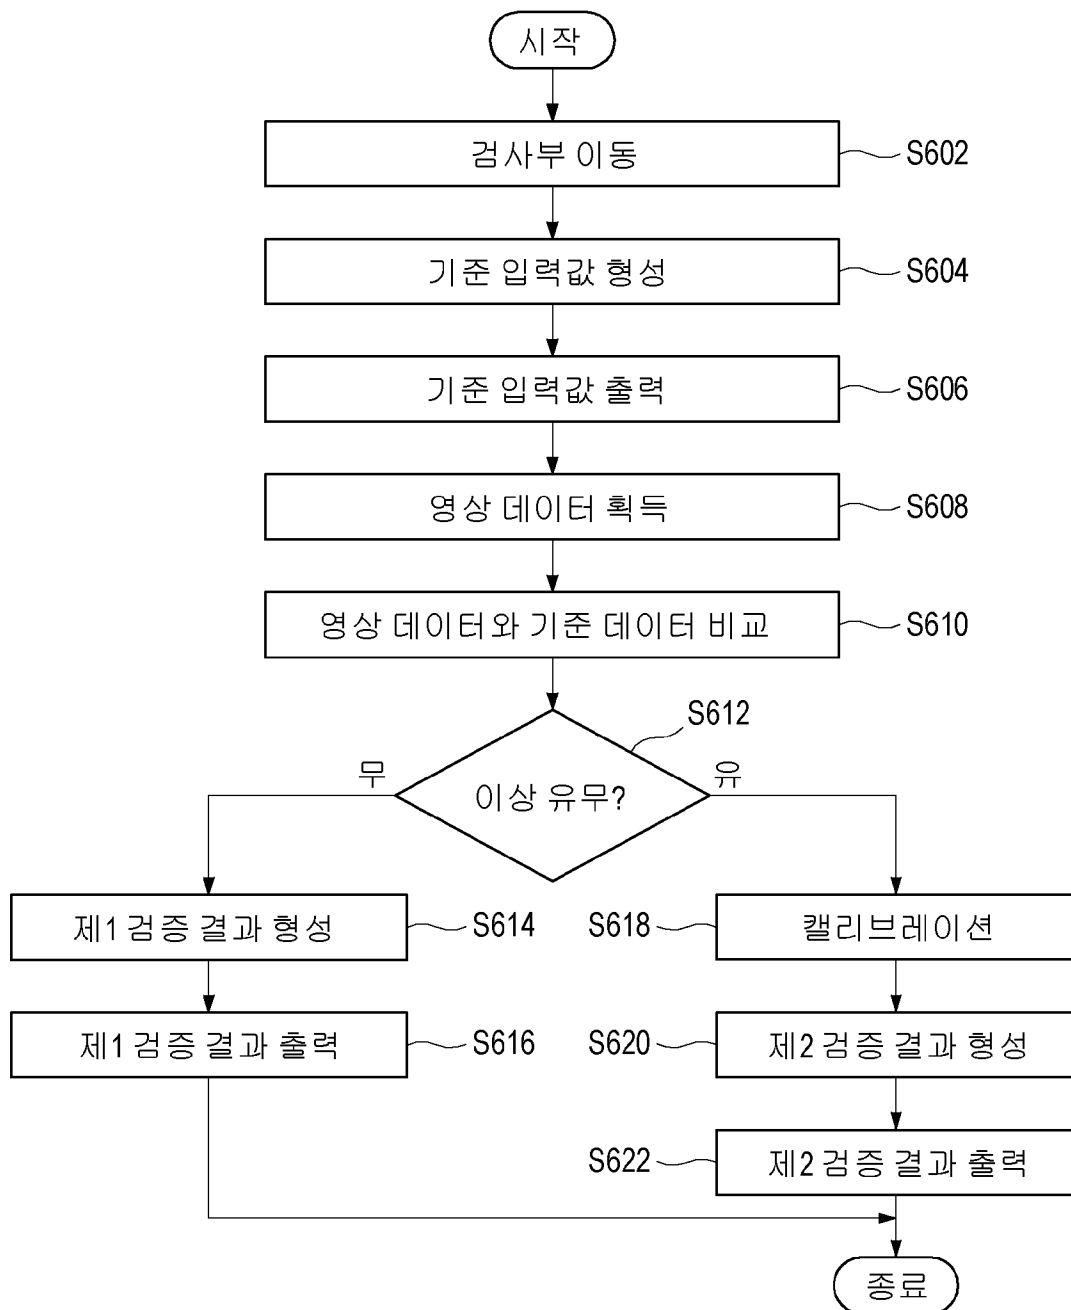 시작
검사부 이동
S602
기준 입력값 형성
S604
기준 입력값 출력
S606
영상 데이터 획득
S608
영상 데이터와 기준 데이터 비교
S610
S612
이상 유무?
무
유
제1 검증 결과 형성
S614
S618
캘리브레이션
제1 검증 결과 출력
S616
S620
제2 검증 결과 형성
S622
제2 검증 결과 출력
종료